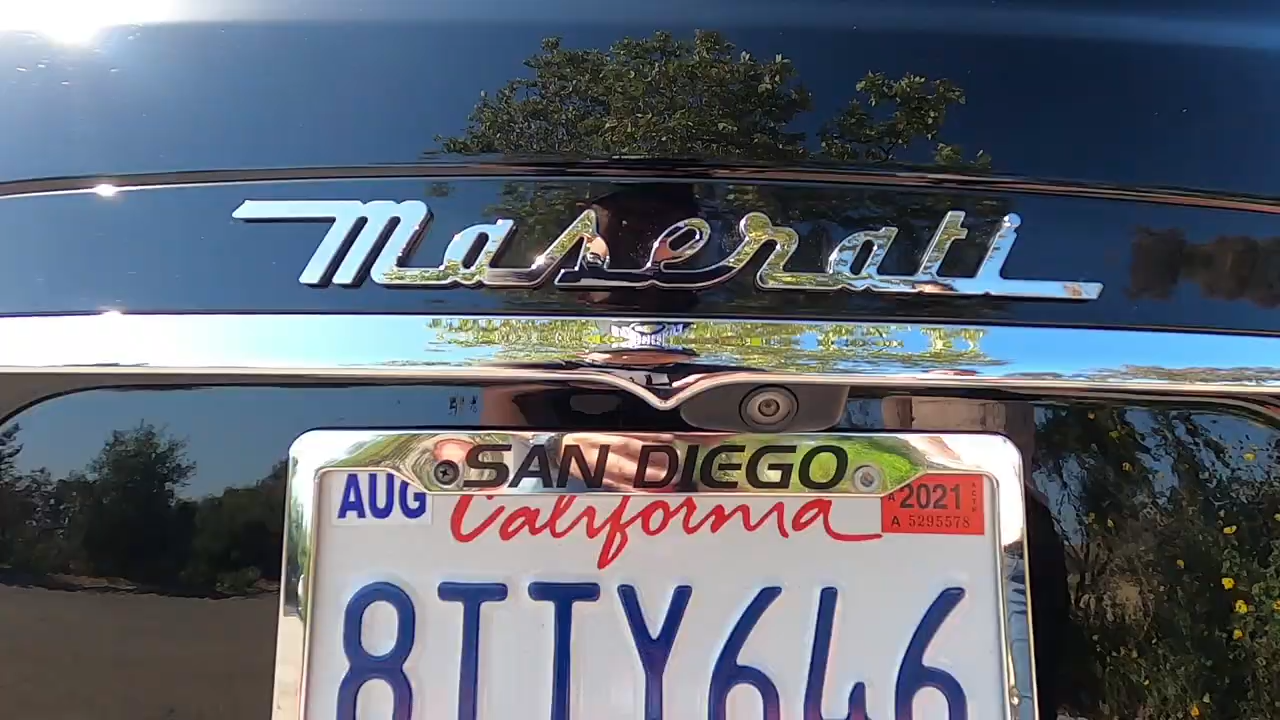 Maserati
SAN DIEGO
AUG California A 2021
A 5295578
8TTY646